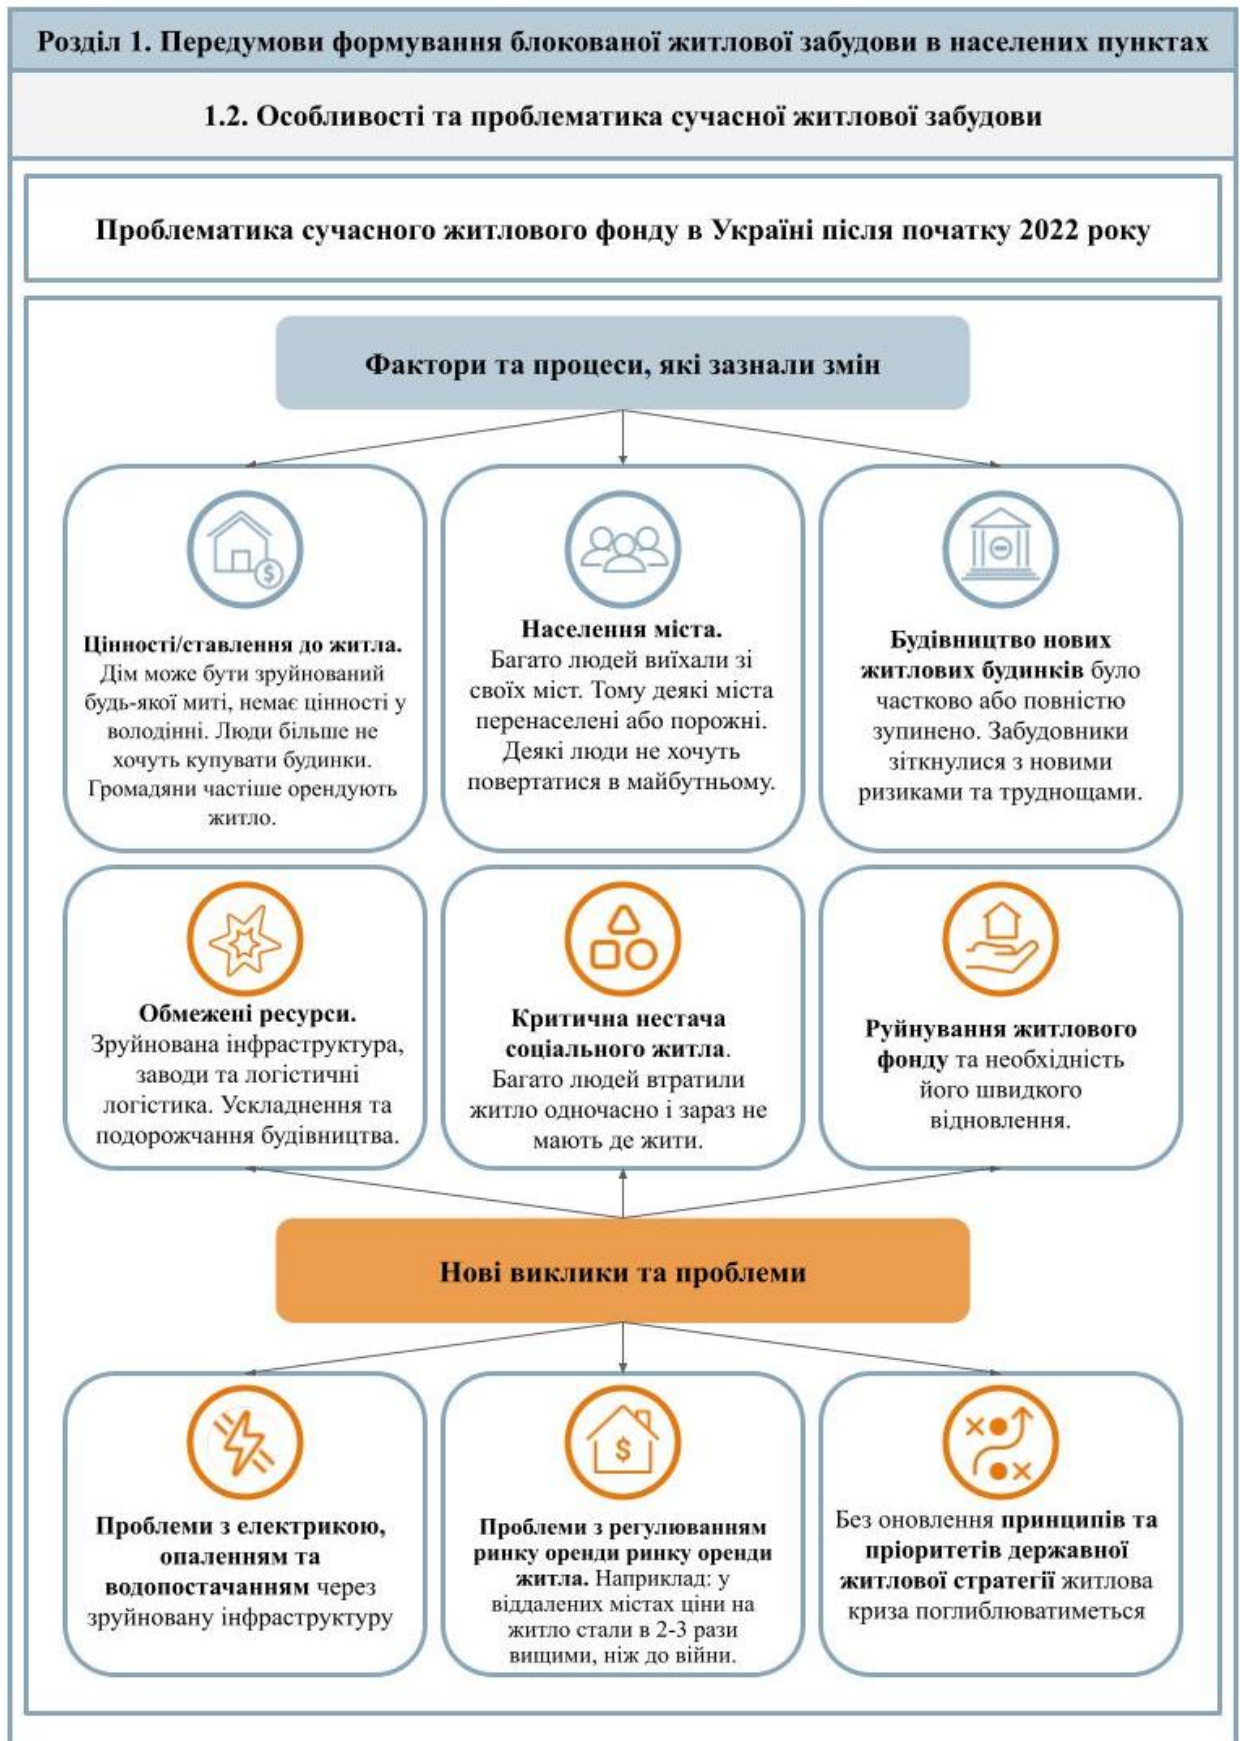 Розділ 1. Передумови формування блокованої житлової забудови в населених пунктах
1.2. Особливості та проблематика сучасної житлової забудови
Проблематика сучасного житлового фонду в Україні після початку 2022 року
Фактори та процеси, які зазнали змін
Цінності/ставлення до житла.
Дім може бути зруйнований
будь-якої миті, немає цінності у
володінні. Люди більше не
хочуть купувати будинки.
Громадяни частіше орендують
житло.
Населення міста.
Багато людей виїхали зі
своїх міст. Тому деякі міста
перенаселені або порожні.
Деякі люди не хочуть
повертатися в майбутньому.
Будівництво нових
житлових будинків було
частково або повністю
зупинено. Забудовники
зіткнулися з новими
ризиками та труднощами.
Обмежені ресурси.
Зруйнована інфраструктура,
заводи та логістичні
логістика. Ускладнення та
подорожчання будівництва.
Критична нестача
соціального житла.
Багато людей втратили
житло одночасно і зараз не
мають де жити.
Руйнування житлового
фонду та необхідність
його швидкого
відновлення.
Нові виклики та проблеми
Проблеми з електрикою,
опаленням та
водопостачанням через
зруйновану інфраструктуру
$
Проблеми з регулюванням
ринку оренди ринку оренди
житла. Наприклад: у
віддалених містах ціни на
житло стали в 2-3 рази
вищими, ніж до війни.
Без оновлення принципів та
пріоритетів державної
житлової стратегії житлова
криза поглиблюватиметься